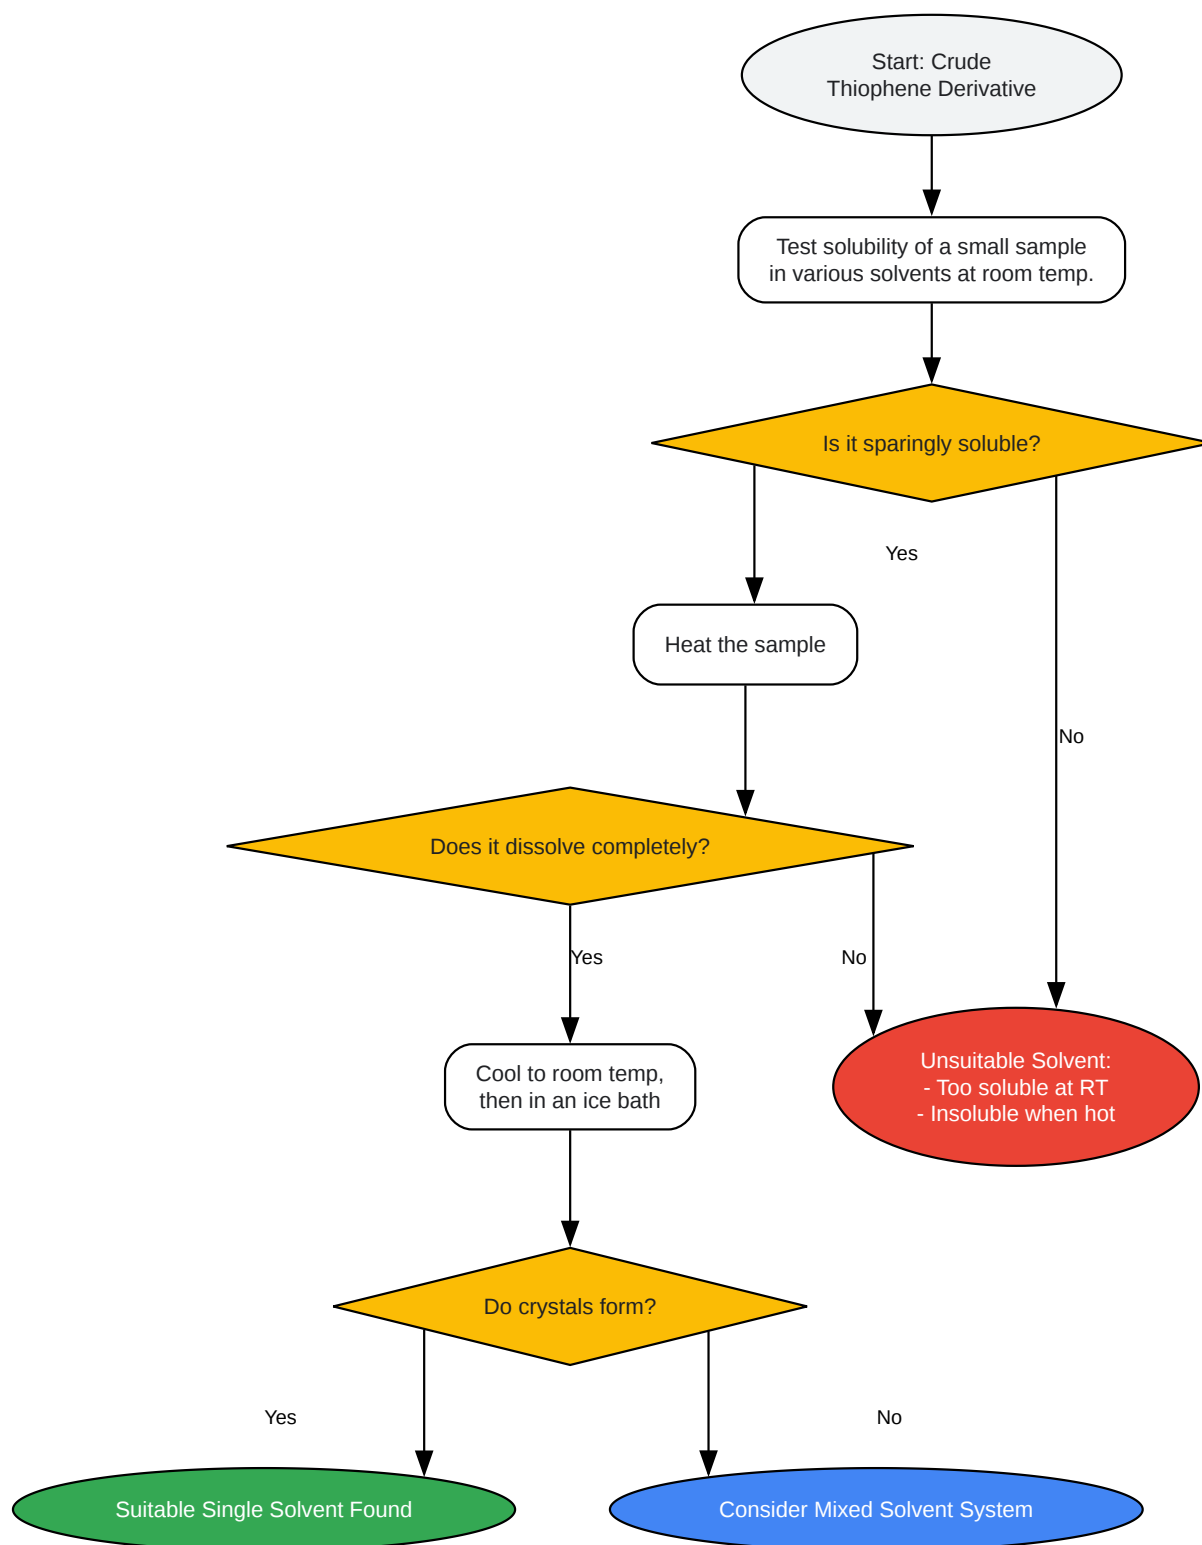 Start: Crude
Thiophene Derivative
Test solubility of a small sample
in various solvents at room temp.
Is it sparingly soluble?
Yes
Heat the sample
No
Does it dissolve completely?
Yes
No
Cool to room temp,
then in an ice bath
Unsuitable Solvent:
- Too soluble at RT
- Insoluble when hot
Do crystals form?
Yes
No
Suitable Single Solvent Found
Consider Mixed Solvent System